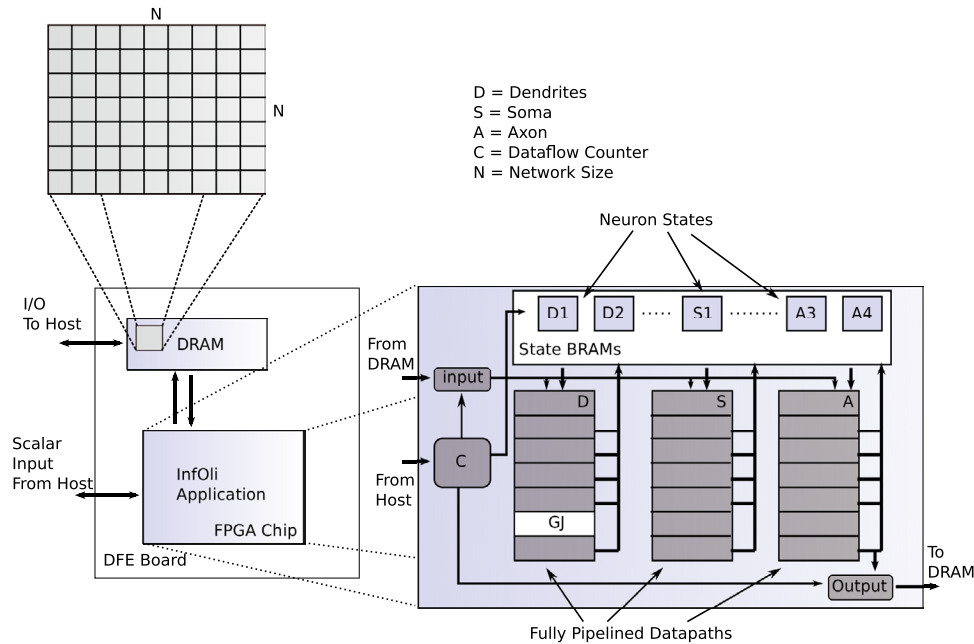 N
N
D = Dendrites
S = Soma
A = Axon
C = Dataflow Counter
N = Network Size
Neuron States
I/O
To Host
DRAM
D1
D2
S1
A3
A4
State BRAMs
From
DRAM
input
D
S
A
Scalar
Input
From Host
InfOli
Application
FPGA Chip
DFE Board
C
From
Host
GJ
Output
To
DRAM
Fully Pipelined Datapaths